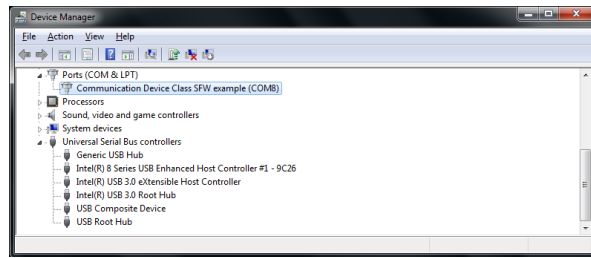 Device Manager
File Action View Help
Ports (COM & LPT)
Communication Device Class SFW example (COM8)
Processors
Sound, video and game controllers
System devices
Universal Serial Bus controllers
Generic USB Hub
Intel(R) 8 Series USB Enhanced Host Controller #1 - 9C26
Intel(R) USB 3.0 eXtensible Host Controller
Intel(R) USB 3.0 Root Hub
USB Composite Device
USB Root Hub